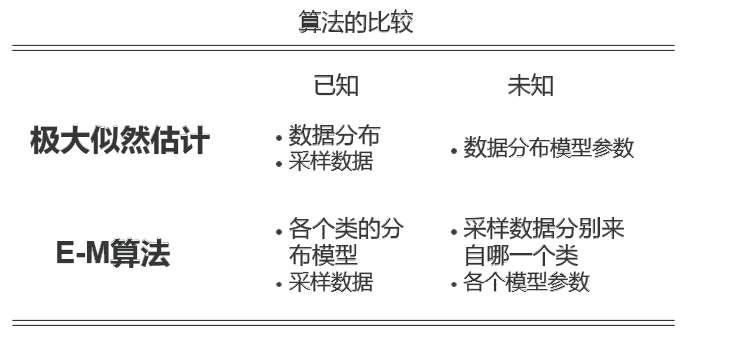 算法的比较
已知 未知
极大似然估计
• 数据分布
• 采样数据
• 数据分布模型参数
E-M算法
• 各个类的分
布模型
• 采样数据
• 采样数据分别来
自哪一个类
• 各个模型参数